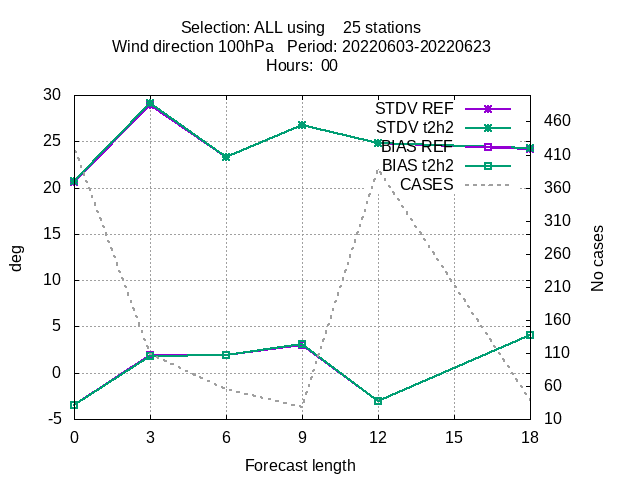 Selection: ALL using    25 stations
Wind direction 100hPa   Period: 20220603-20220623
Hours:  00
30
25
20
15
10
5
0
-5
deg
STDV REF
STDV t2h2
BIAS REF
BIAS t2h2
CASES
460
410
360
310
260
210
160
110
60
10
No cases
0 3 6 9 12 15 18
Forecast length